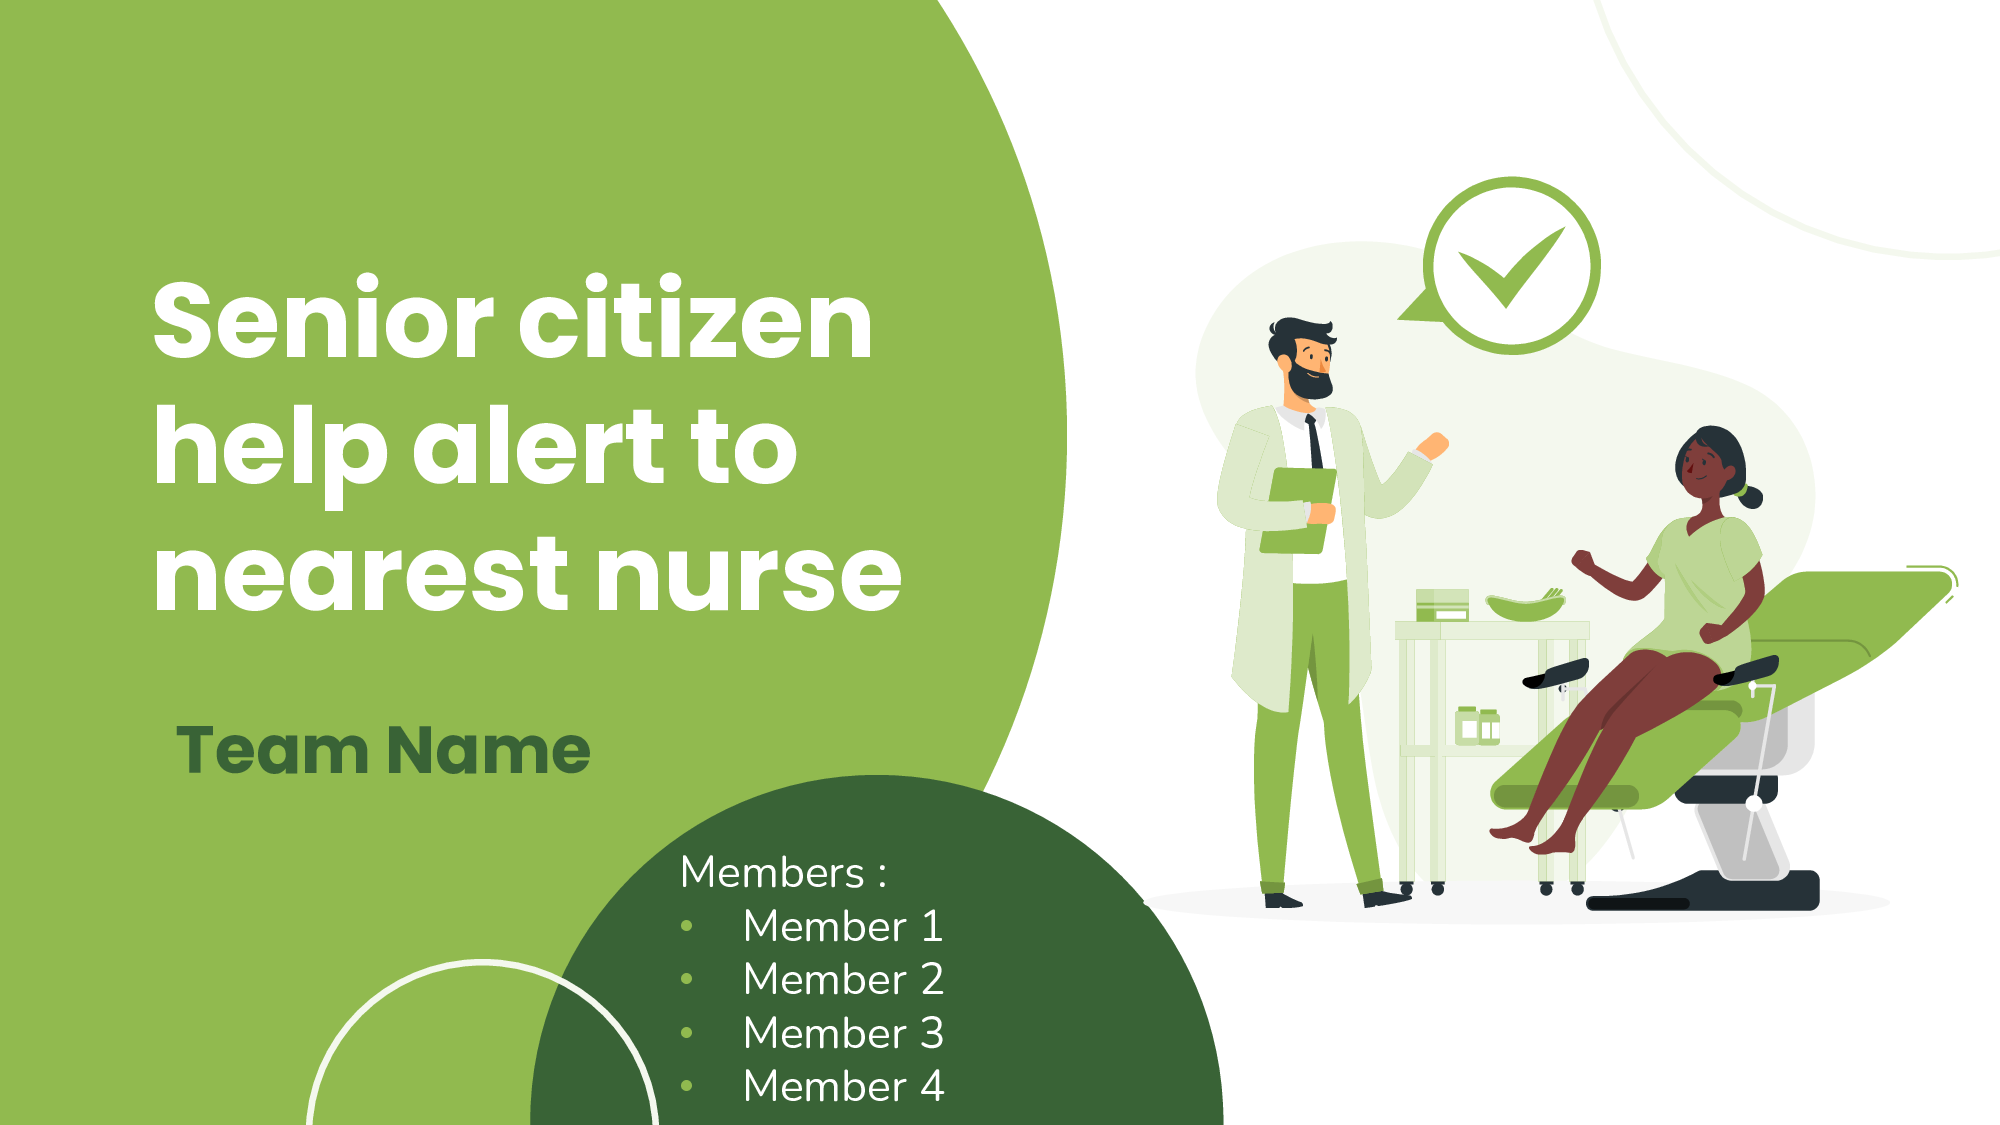 Senior citizen
help alert to
nearest nurse
Team Name
Members :
• Member 1
• Member 2
• Member 3
• Member 4